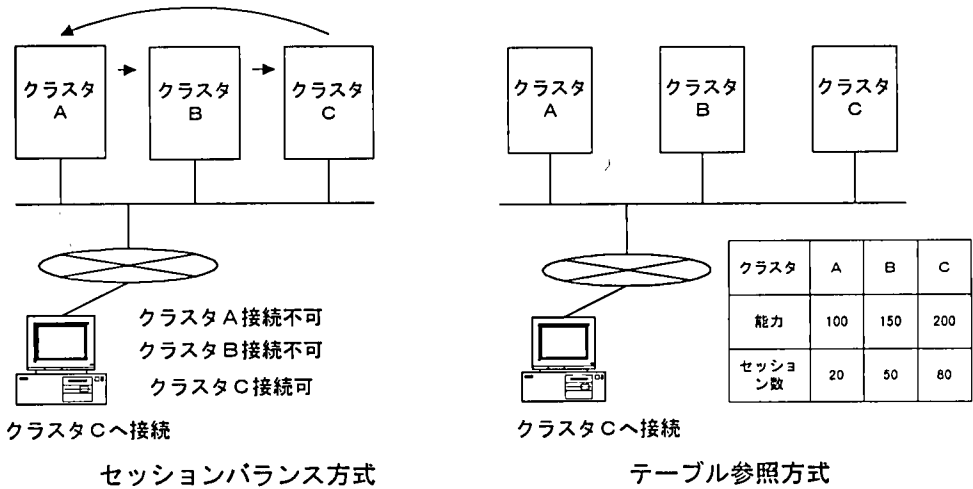 クラスタ
A
クラスタ
B
クラスタ
C
クラスタA接続不可
クラスタB接続不可
クラスタC接続可
クラスタCへ接続
セッションバランス方式
クラスタ
A
クラスタ
B
クラスタ
C
クラスタ A B C
能力 100 150 200
セッショ
ン数 20 50 80
クラスタCへ接続
テーブル参照方式